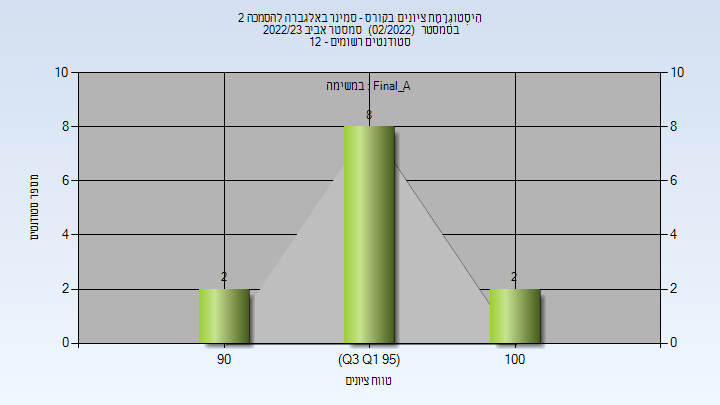 הִיסְטוֹגְרָמַת ציונים בקורס - סמינר באלגברה להסמכה 2
בסמסטר (02/2022) סמסטר אביב 2022/23
סטודנטים רשומים - 12
במשימה : Final_A
10
8
6
4
2
0
10
8
6
4
2
0
2
8
2
90
(Q3 Q1 95)
100
מספר סטודנטים
טווח ציונים